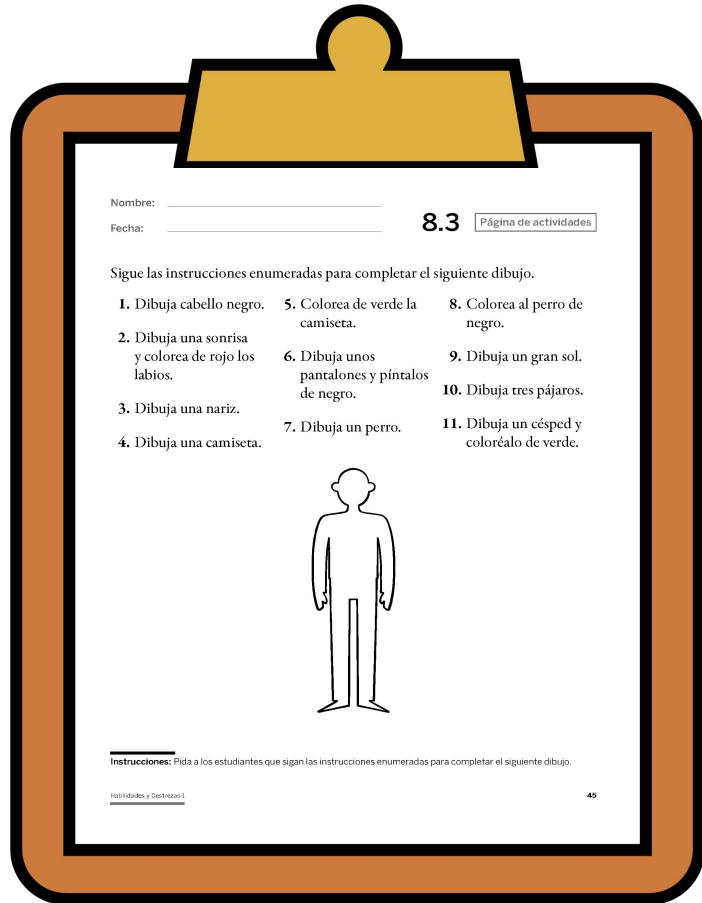 Nombre:
Fecha:
8.3 Página de actividades
Sigue las instrucciones enumeradas para completar el siguiente dibujo.
1. Dibuja cabello negro.
2. Dibuja una sonrisa
y colorea de rojo los
labios.
3. Dibuja una nariz.
4. Dibuja una camiseta.
5. Colorea de verde la
camiseta.
6. Dibuja unos
pantalones y píntalos
de negro.
7. Dibuja un perro.
8. Colorea al perro de
negro.
9. Dibuja un gran sol.
10. Dibuja tres pájaros.
11. Dibuja un césped y
coloréalo de verde.
Instrucciones: Pida a los estudiantes que sigan las instrucciones enumeradas para completar el siguiente dibujo.
Habilidades y Destrezas 1
45